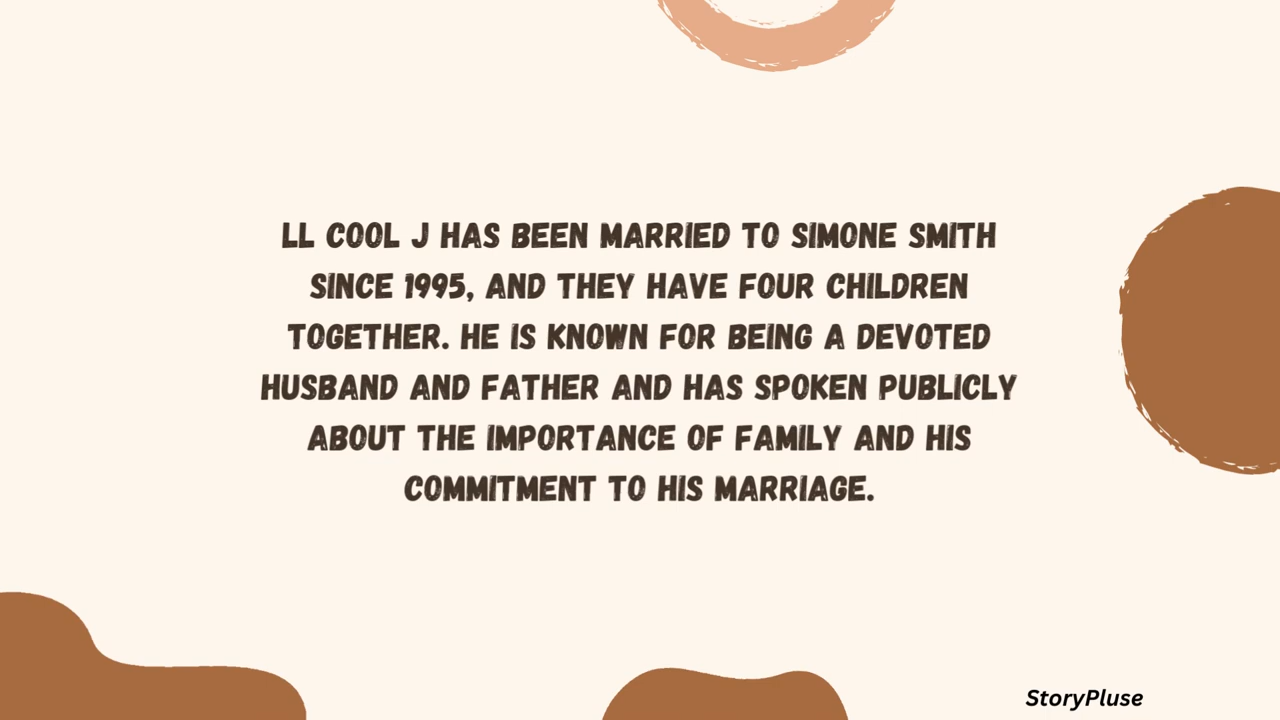 LL COOL J HAS BEEN MARRIED TO SIMONE SMITH
SINCE 1995, AND THEY HAVE FOUR CHILDREN
TOGETHER. HE IS KNOWN FOR BEING A DEVOTED
HUSBAND AND FATHER AND HAS SPOKEN PUBLICLY
ABOUT THE IMPORTANCE OF FAMILY AND HIS
COMMITMENT TO HIS MARRIAGE.
StoryPluse